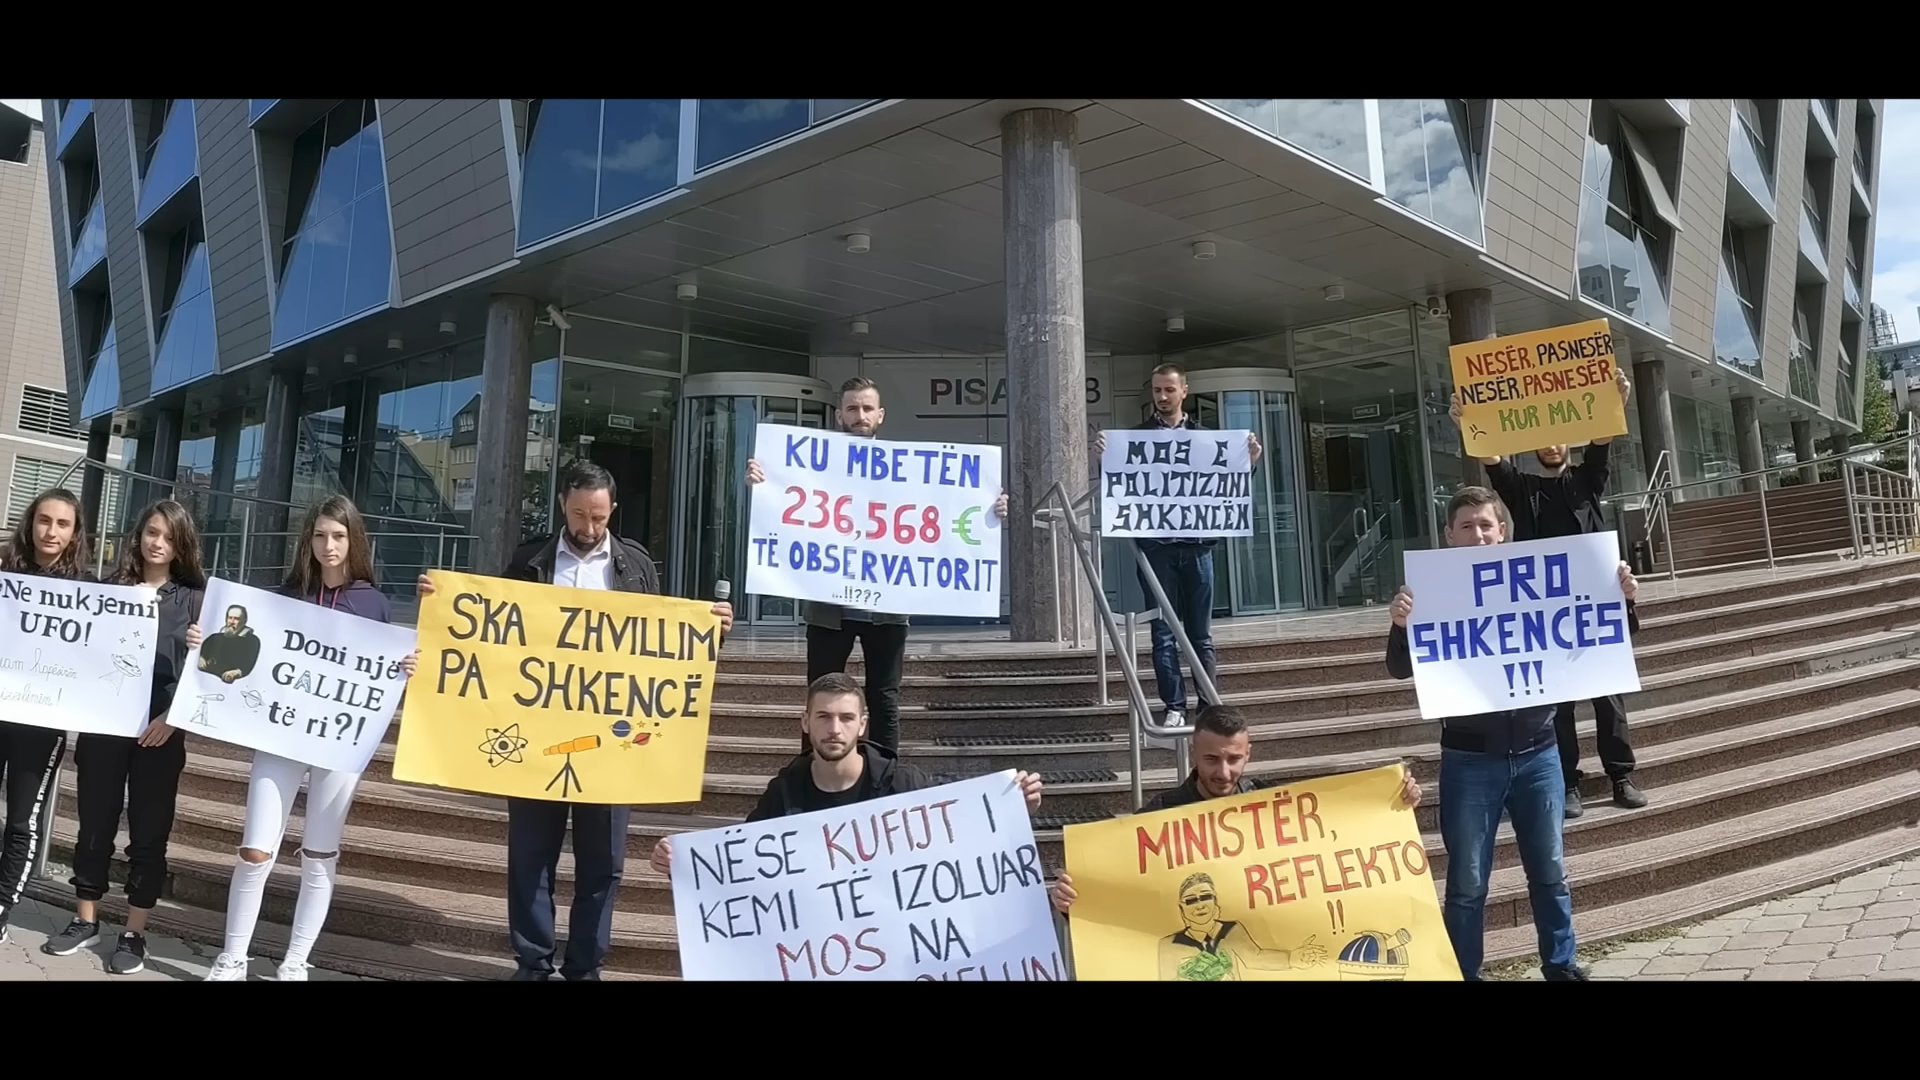 Ne nuk jemi
UFO!
Doni një
GALILE
të ri?!
S'KA ZHVILLIM
PA SHKENCË
KU MBETËN
236,568 €
TË OBSERVATORIT
...!!???
PISA
MOS E
POLITIZONI
SHKENCËN
NESËR, PASNESËR
NESËR, PASNESËR
KUR MA?
PRO
SHKENCËS
!!!
NËSE KUFIJT I
KEMI TË IZOLUAR
MOS NA
MINISTËR,
REFLEKTO
!!